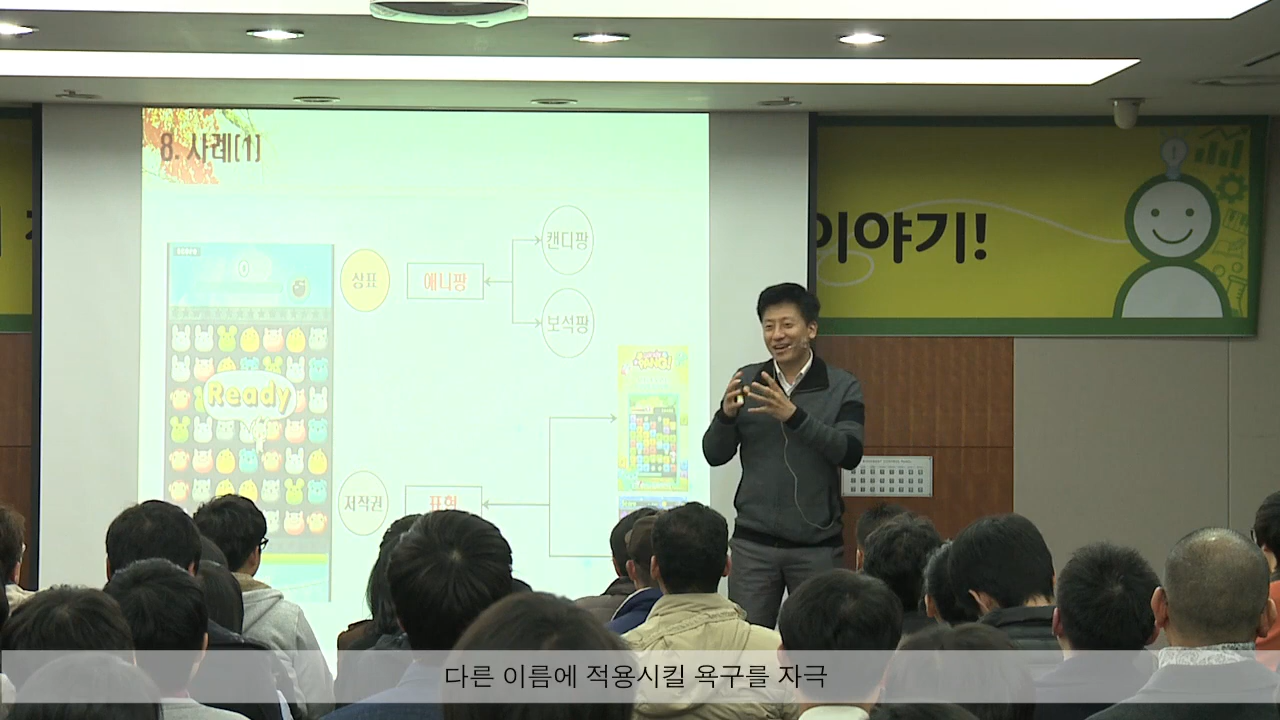 8. 사례(1)
이야기!
캔디팡
상표
애니팡
보석팡
0
Ready
PANG!
저작권
표현
다른 이름에 적용시킬 욕구를 자극